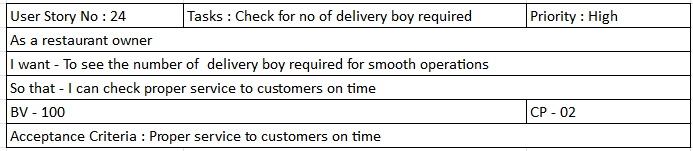 User Story No : 24 Tasks : Check for no of delivery boy required Priority : High
As a restaurant owner
I want - To see the number of  delivery boy required for smooth operations
So that - I can check proper service to customers on time
BV - 100 CP - 02
Acceptance Criteria : Proper service to customers on time